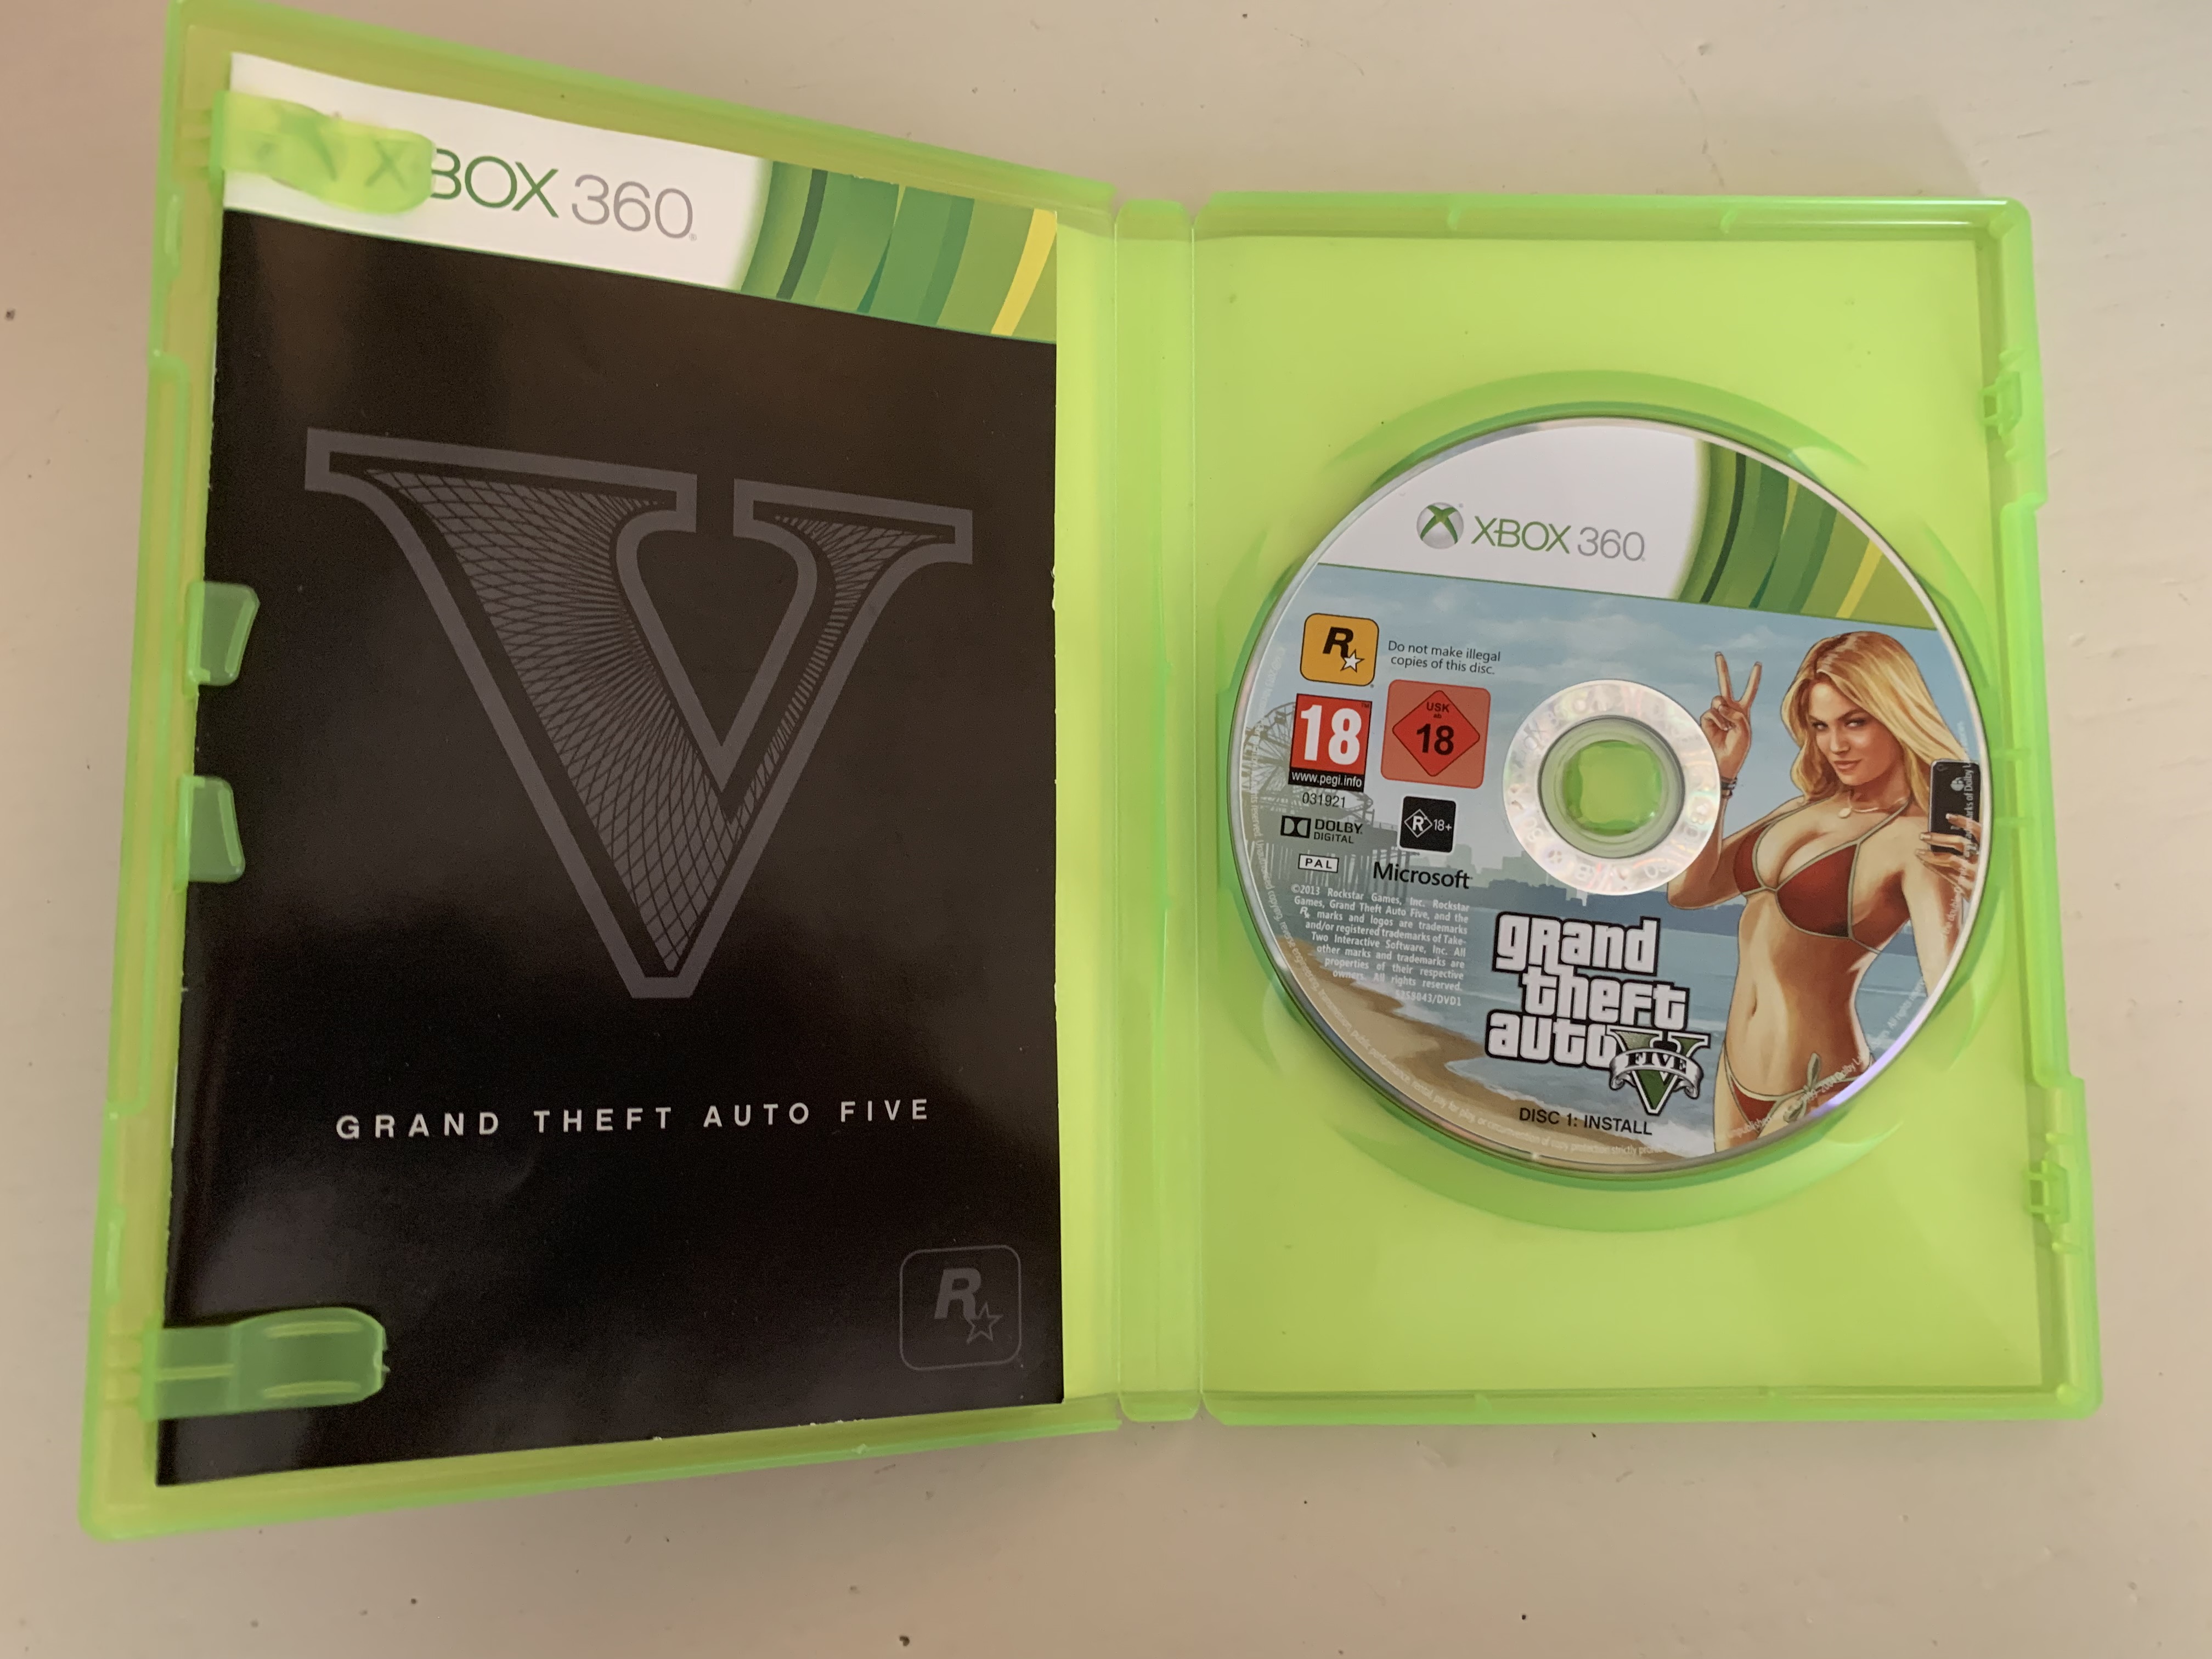 XBOX 360
GRAND THEFT AUTO FIVE
R
XBOX 360
R
Do not make illegal
copies of this disc.
18
www.pegi.info
031921
USK
ab
18
DOLBY
DIGITAL
R 18+
PAL
Microsoft
©2013 Rockstar Games, Inc. Rockstar
Games, Grand Theft Auto Five, and the
R marks and logos are trademarks
and/or registered trademarks of Take-
Two Interactive Software, Inc. All
other marks and trademarks are
properties of their respective
owners. All rights reserved.
grand
theft
auto V
FIVE
DISC 1: INSTALL